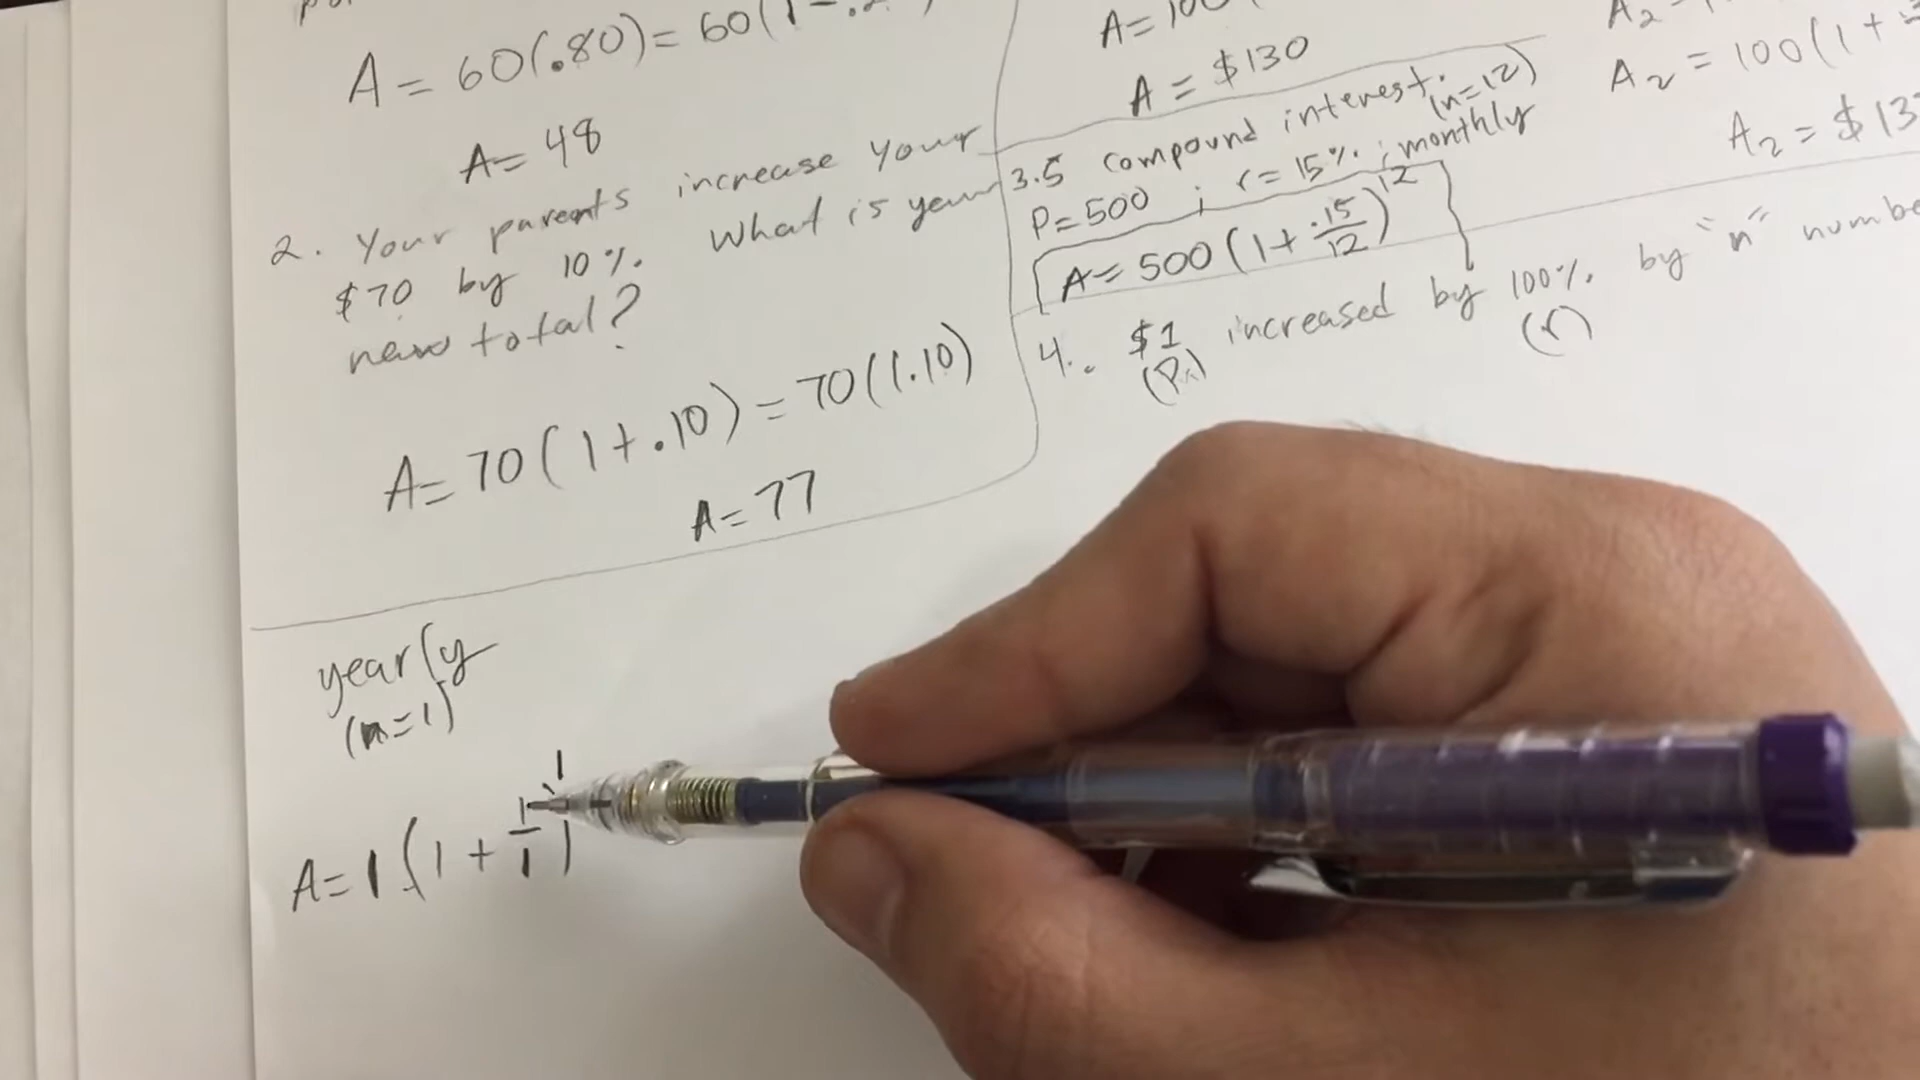 A = 60(.80) = 60(1 - .2
A = 48
2. Your parents increase your
$70 by 10%. What is your
new total?
A = 70(1 + .10) = 70(1.10)
A = 77
A = 100
A = $130
3.5 compound interest: (n=12)
P = 500 ; r = 15% ; monthly
A = 500(1 + .15/12)^12
4. $1 increased by 100% by "n" numbe
(P) (r)
A2 =
A2 = 100(1 +
A2 = $13
yearly
(n=1)
A = 1(1 + 1/1)^1